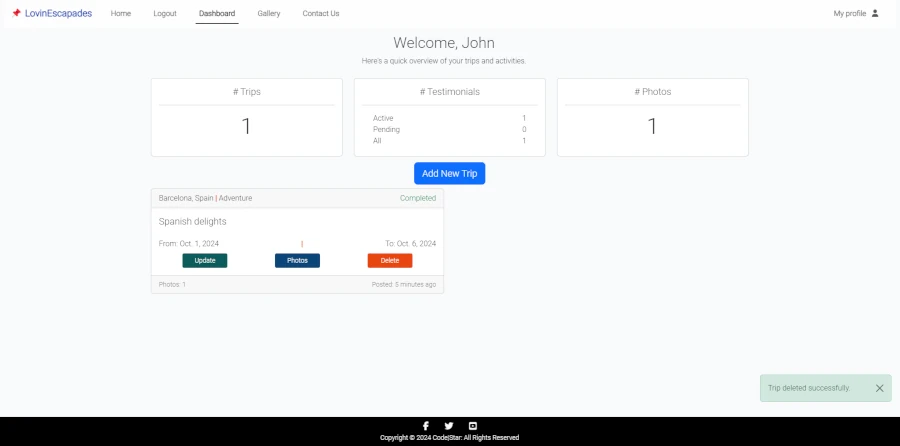 LovinEscapades Home Logout Dashboard Gallery Contact Us My profile
Welcome, John
Here's a quick overview of your trips and activities.
# Trips
1
# Testimonials
Active 1
Pending 0
All 1
# Photos
1
Add New Trip
Barcelona, Spain | Adventure Completed
Spanish delights
From: Oct. 1, 2024 | To: Oct. 6, 2024
Update Photos Delete
Photos: 1 Posted: 5 minutes ago
Trip deleted successfully.
Copyright © 2024 Code|Star: All Rights Reserved